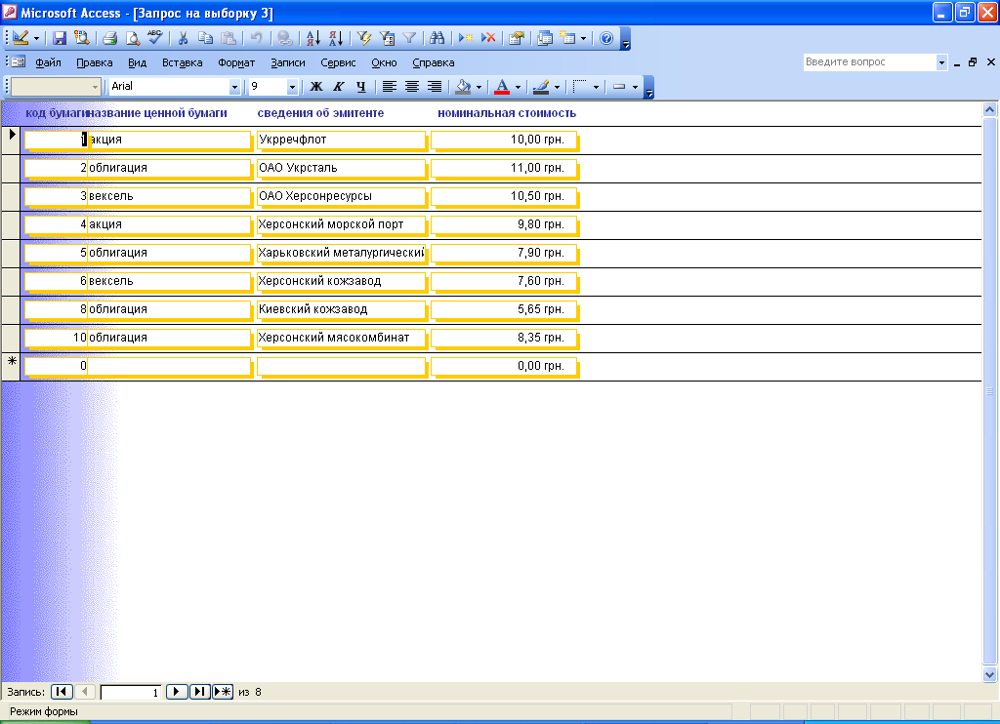 Microsoft Access - [Запрос на выборку 3]
Файл Правка Вид Вставка Формат Записи Сервис Окно Справка Введите вопрос
Arial 9 Ж К Ч
код бумаги название ценной бумаги сведения об эмитенте номинальная стоимость
1 акция Укрречфлот 10,00 грн.
2 облигация ОАО Укрсталь 11,00 грн.
3 вексель ОАО Херсонресурсы 10,50 грн.
4 акция Херсонский морской порт 9,80 грн.
5 облигация Харьковский металургический 7,90 грн.
6 вексель Херсонский кожзавод 7,60 грн.
8 облигация Киевский кожзавод 5,65 грн.
10 облигация Херсонский мясокомбинат 8,35 грн.
0 0,00 грн.
Запись: 1 из 8
Режим формы